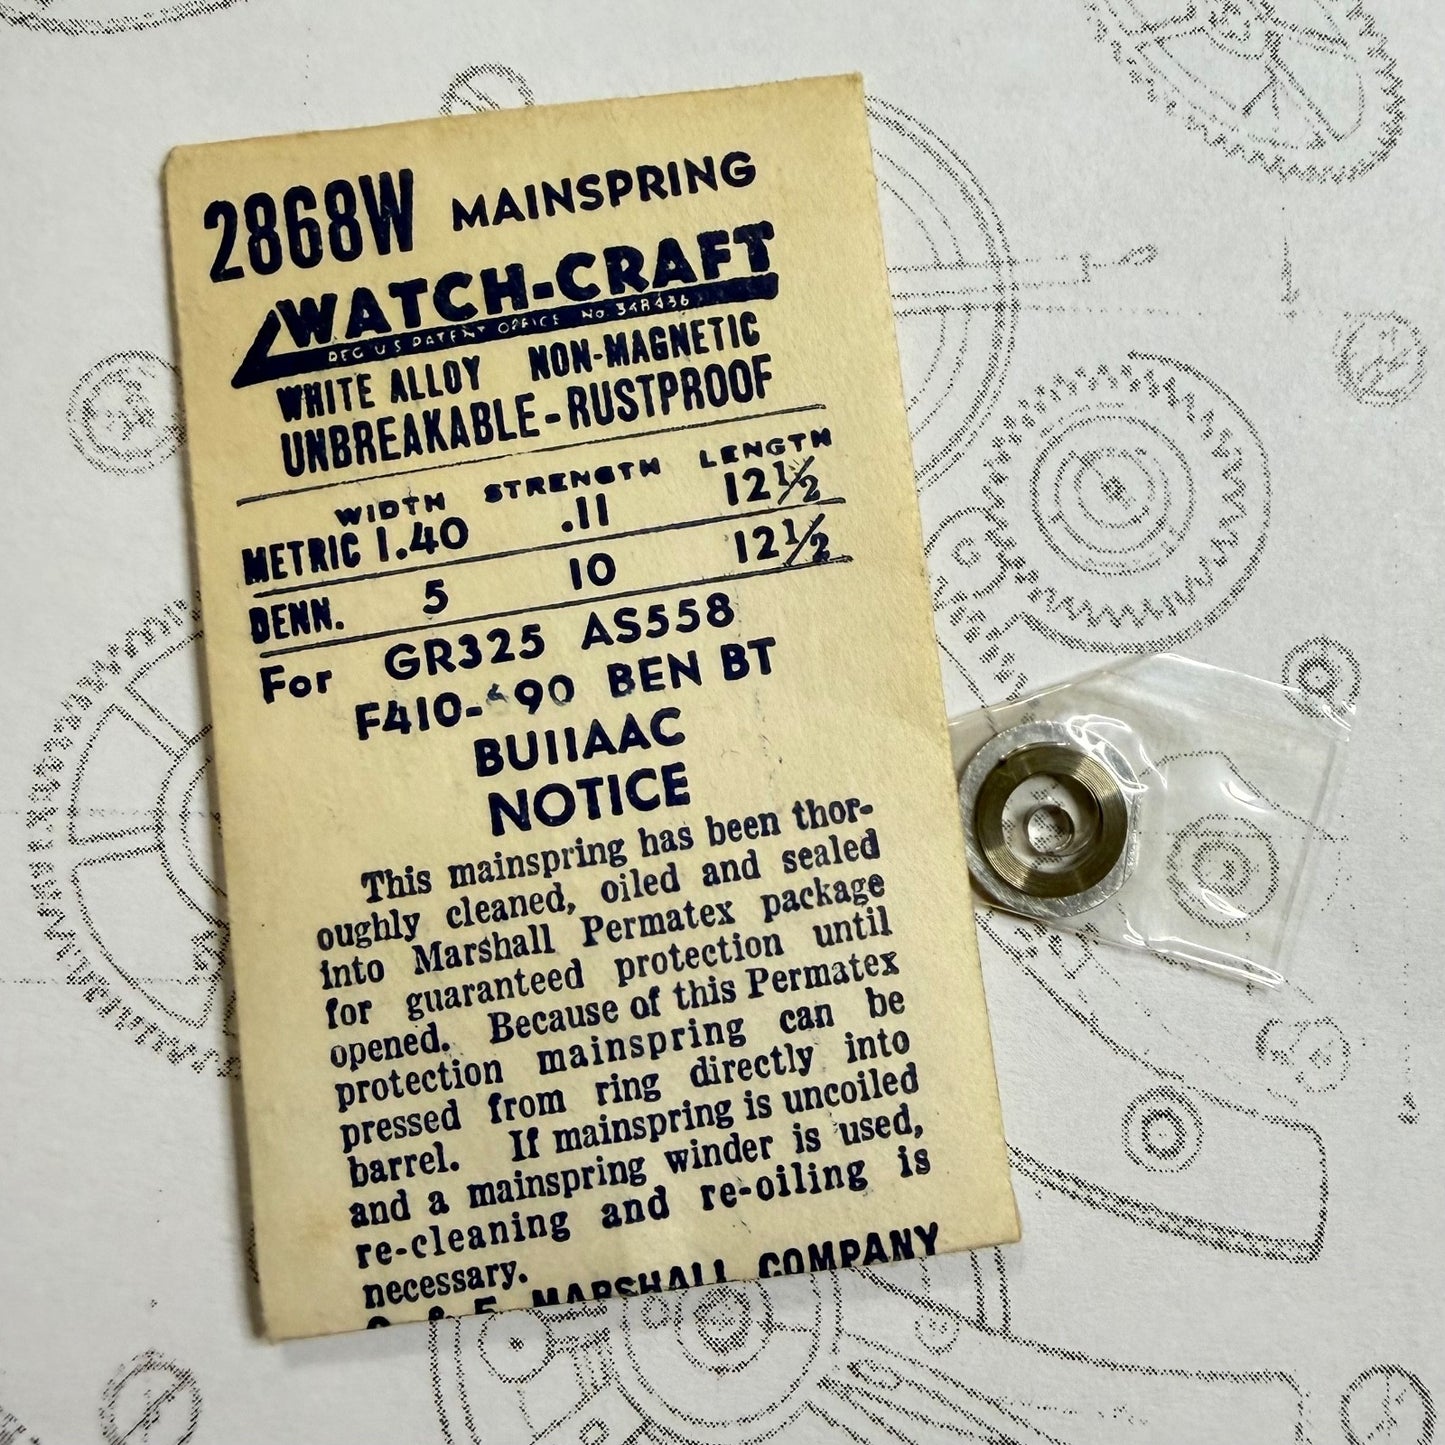 2868W MAINSPRING
WATCH-CRAFT
REG U S PATENT OFFICE No. 348436
WHITE ALLOY NON-MAGNETIC
UNBREAKABLE-RUSTPROOF
WIDTH STRENGTH LENGTH
METRIC 1.40 .11 12 1/2
DENN. 5 10 12 1/2
For GR325 AS558
F410-490 BEN BT
BU11AAC
NOTICE
This mainspring has been thor-
oughly cleaned, oiled and sealed
into Marshall Permatex package
for guaranteed protection until
opened. Because of this Permatex
protection mainspring can be
pressed from ring directly into
barrel. If mainspring is uncoiled
and a mainspring winder is used,
re-cleaning and re-oiling is
necessary.
C. & E. MARSHALL COMPANY